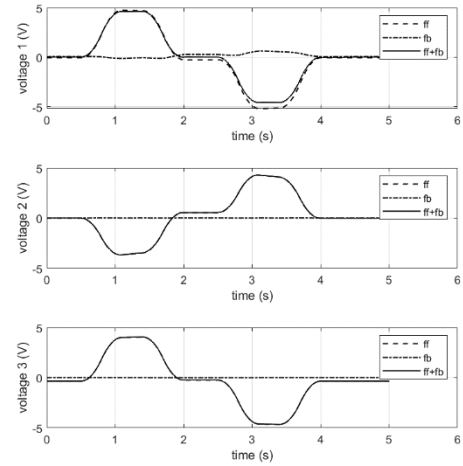 voltage 1 (V)
5
0
-5
0 1 2 3 4 5 6
time (s)
ff
fb
ff+fb
voltage 2 (V)
5
0
-5
0 1 2 3 4 5 6
time (s)
ff
fb
ff+fb
voltage 3 (V)
5
0
-5
0 1 2 3 4 5 6
time (s)
ff
fb
ff+fb